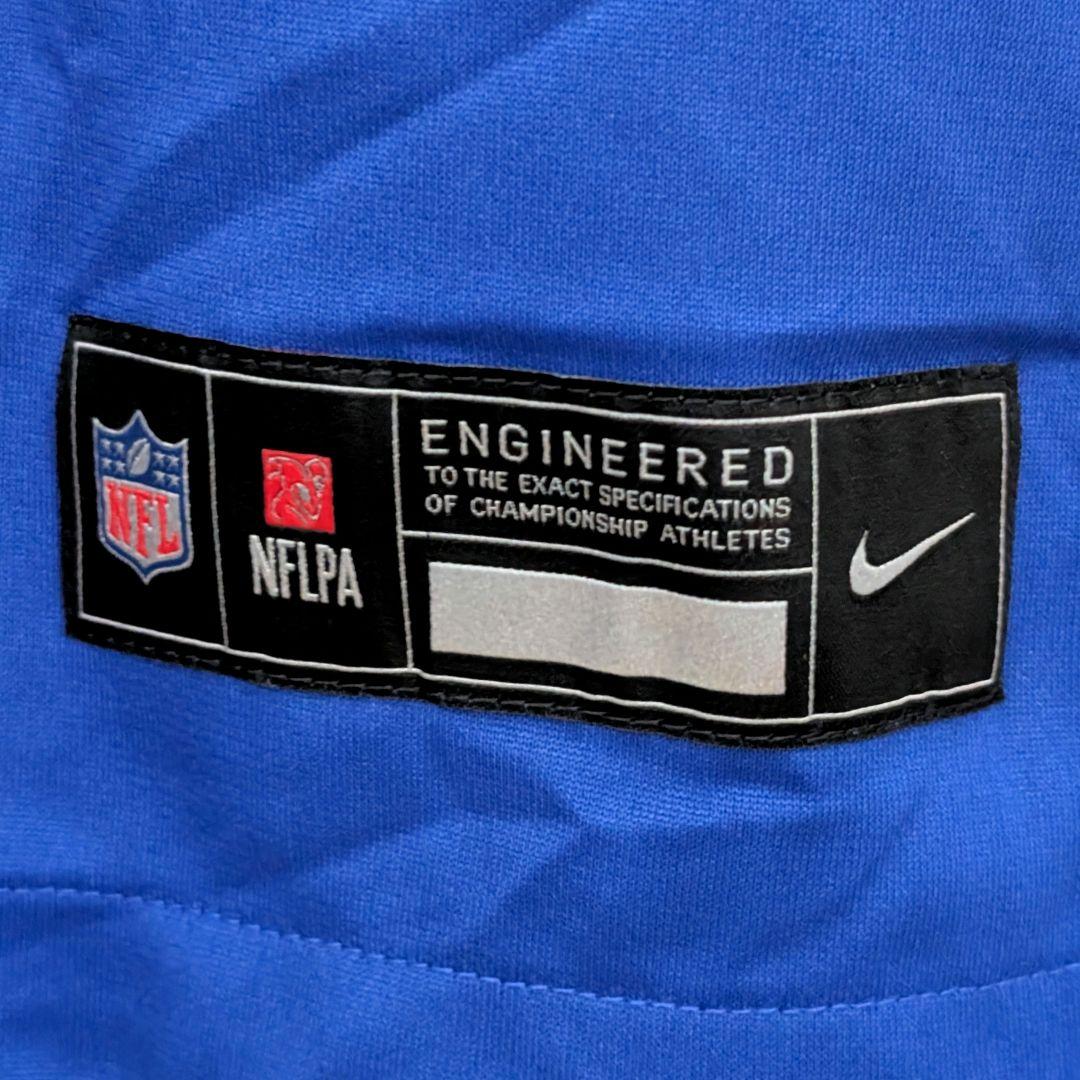 NFL
NFLPA
ENGINEERED
TO THE EXACT SPECIFICATIONS
OF CHAMPIONSHIP ATHLETES